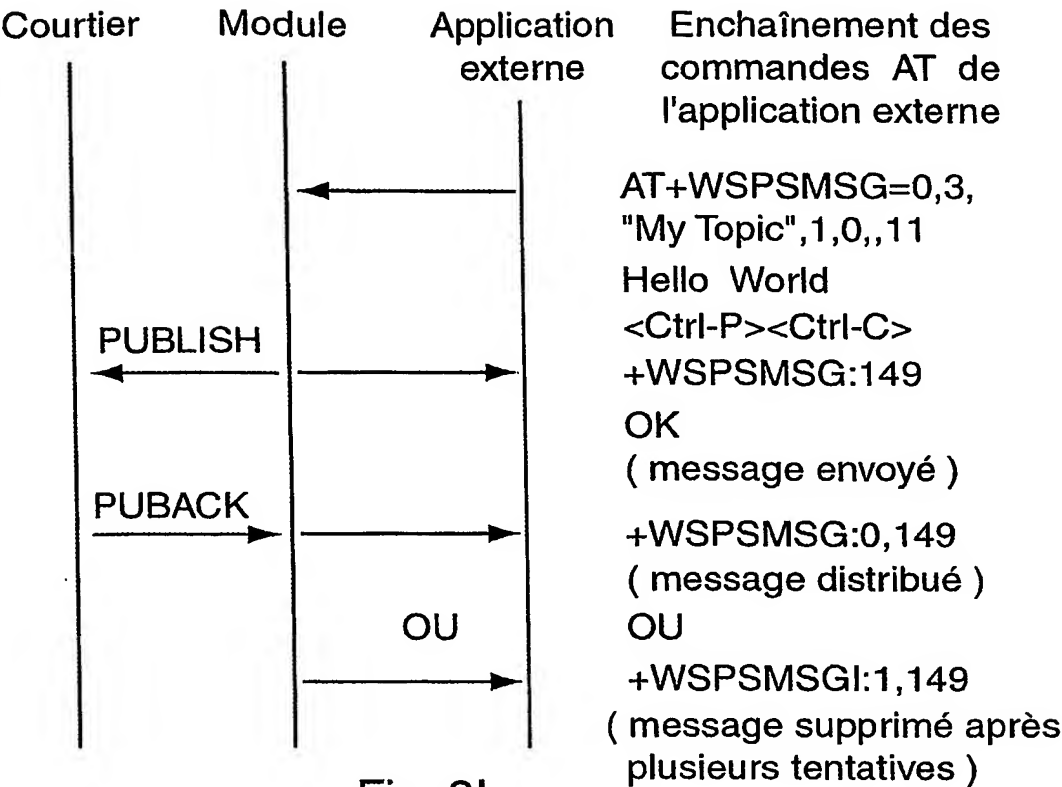 Courtier Module Application externe Enchaînement des commandes AT de l'application externe
AT+WSPSMSG=0,3,
"My Topic",1,0,,11
Hello World
<Ctrl-P><Ctrl-C>
PUBLISH
+WSPSMSG:149
OK
( message envoyé )
PUBACK
+WSPSMSG:0,149
( message distribué )
OU OU
+WSPSMSGI:1,149
( message supprimé après
plusieurs tentatives )